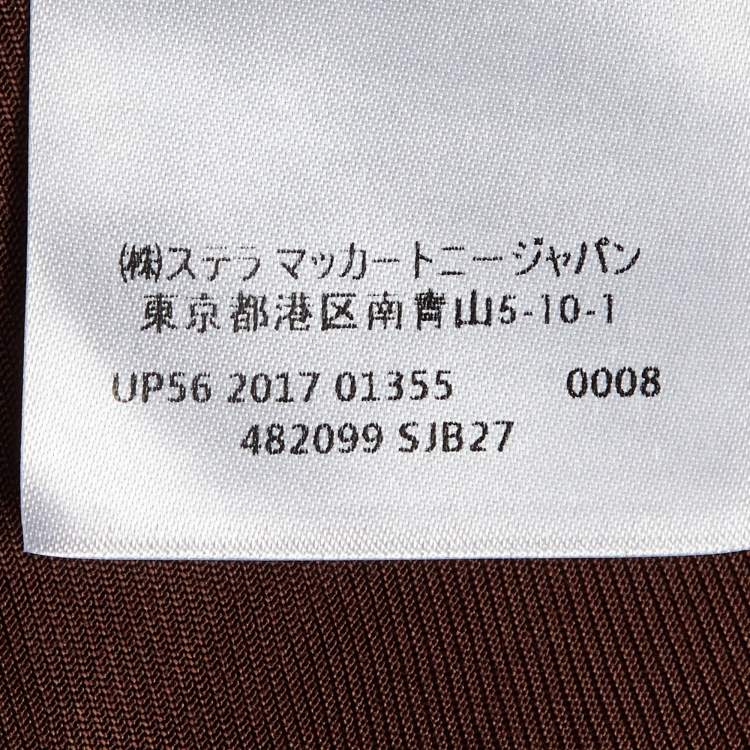 ㈱ステラ マッカートニージャパン
東京都港区南青山5-10-1
UP56 2017 01355 0008
482099 SJB27